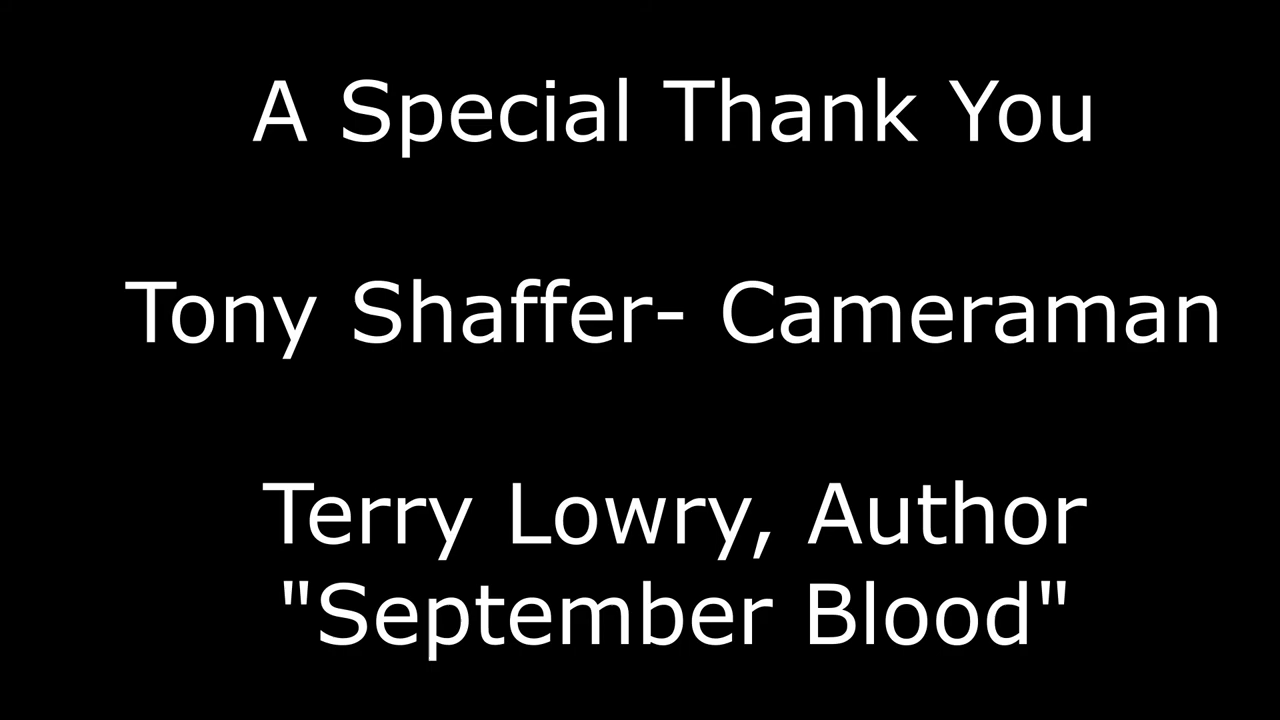 A Special Thank You
Tony Shaffer- Cameraman
Terry Lowry, Author
"September Blood"